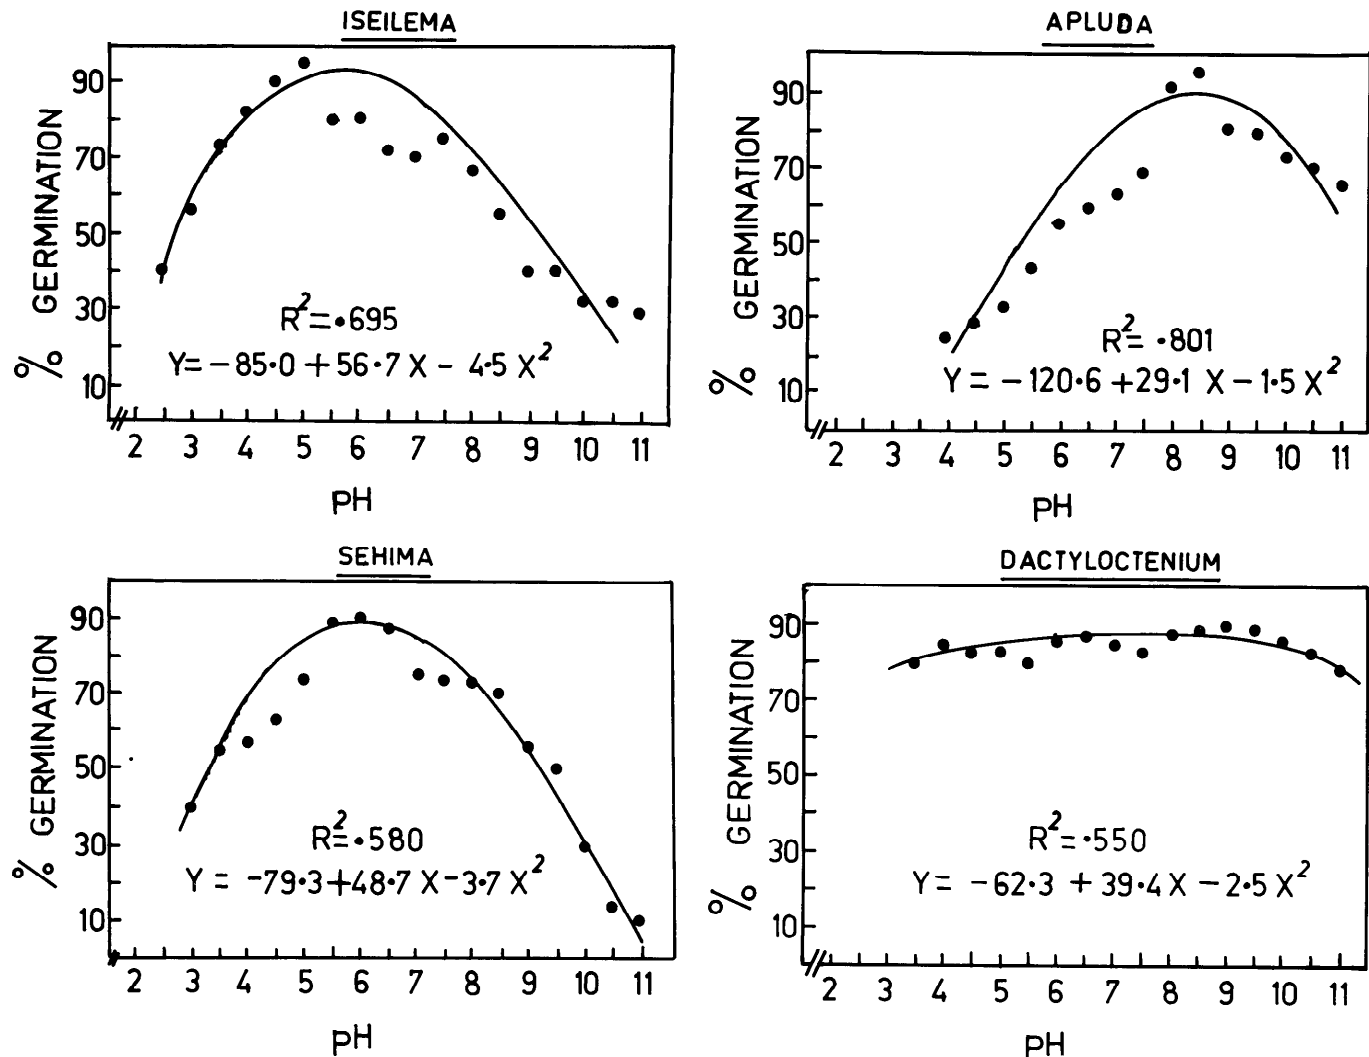 ISEILEMA
90
70
50
30
10
% GERMINATION
R²=.695
Y=-85.0+56.7 X-4.5 X²
2 3 4 5 6 7 8 9 10 11
PH
APLUDA
90
70
50
30
10
% GERMINATION
R²=.801
Y=-120.6+29.1 X-1.5 X²
2 3 4 5 6 7 8 9 10 11
PH
SEHIMA
90
70
50
30
10
% GERMINATION
R²=.580
Y= -79.3+48.7 X-3.7 X²
2 3 4 5 6 7 8 9 10 11
PH
DACTYLOCTENIUM
90
70
50
30
10
% GERMINATION
R²=.550
Y= -62.3 +39.4 X-2.5 X²
2 3 4 5 6 7 8 9 10 11
PH